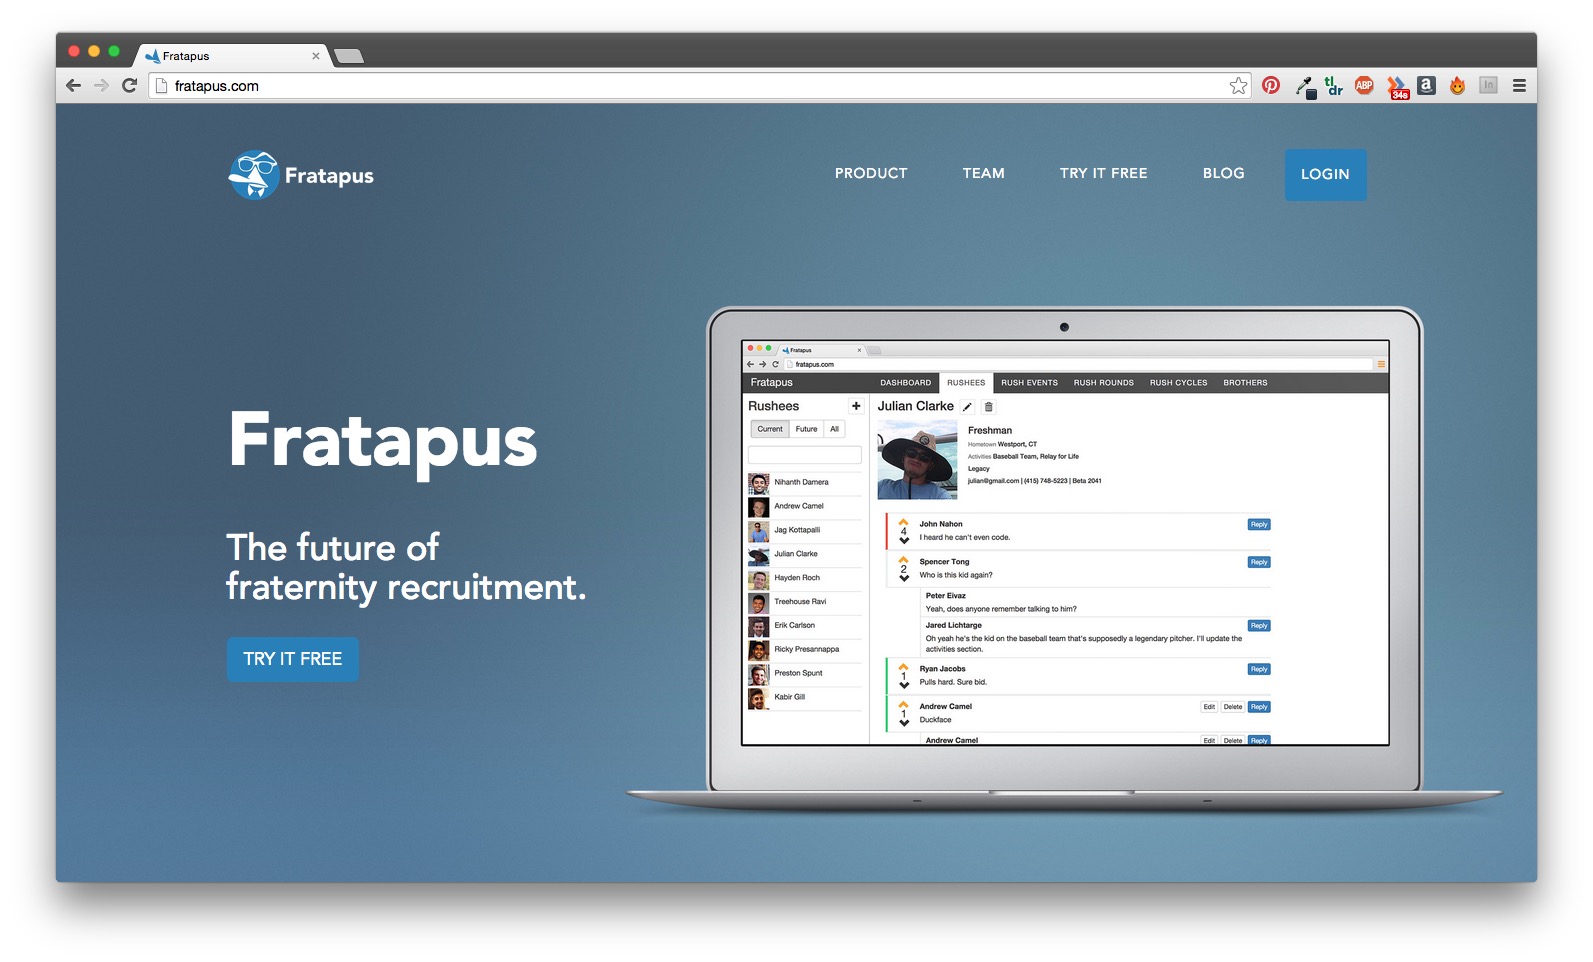 Fratapus
fratapus.com
tl;dr
ABP
34s
a
In
Fratapus
PRODUCT
TEAM
TRY IT FREE
BLOG
LOGIN
Fratapus
The future of
fraternity recruitment.
TRY IT FREE
Fratapus
fratapus.com
Fratapus
DASHBOARD
RUSHEES
RUSH EVENTS
RUSH ROUNDS
RUSH CYCLES
BROTHERS
Rushees
Current
Future
All
Nihanth Damera
Andrew Camel
Jag Kottapalli
Julian Clarke
Hayden Roch
Treehouse Ravi
Erik Carlson
Ricky Presannappa
Preston Spunt
Kabir Gill
Julian Clarke
Freshman
Hometown Westport, CT
Activities Baseball Team, Relay for Life
Legacy
julian@gmail.com | (415) 748-5223 | Beta 2041
4
John Nahon
Reply
I heard he can't even code.
2
Spencer Tong
Reply
Who is this kid again?
Peter Eivaz
Yeah, does anyone remember talking to him?
Jared Lichtarge
Reply
Oh yeah he's the kid on the baseball team that's supposedly a legendary pitcher. I'll update the
activities section.
1
Ryan Jacobs
Reply
Pulls hard. Sure bid.
1
Andrew Camel
Edit
Delete
Reply
Duckface
Andrew Camel
Edit
Delete
Reply